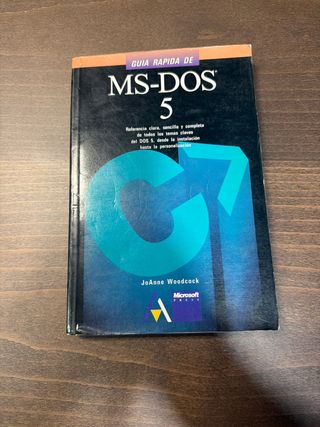 GUIA RAPIDA DE
MS-DOS®
5
Referencia clara, sencilla y completa
de todos los temas claves
del DOS 5, desde la instalación
hasta la personalización
JoAnne Woodcock
Microsoft
PRESS